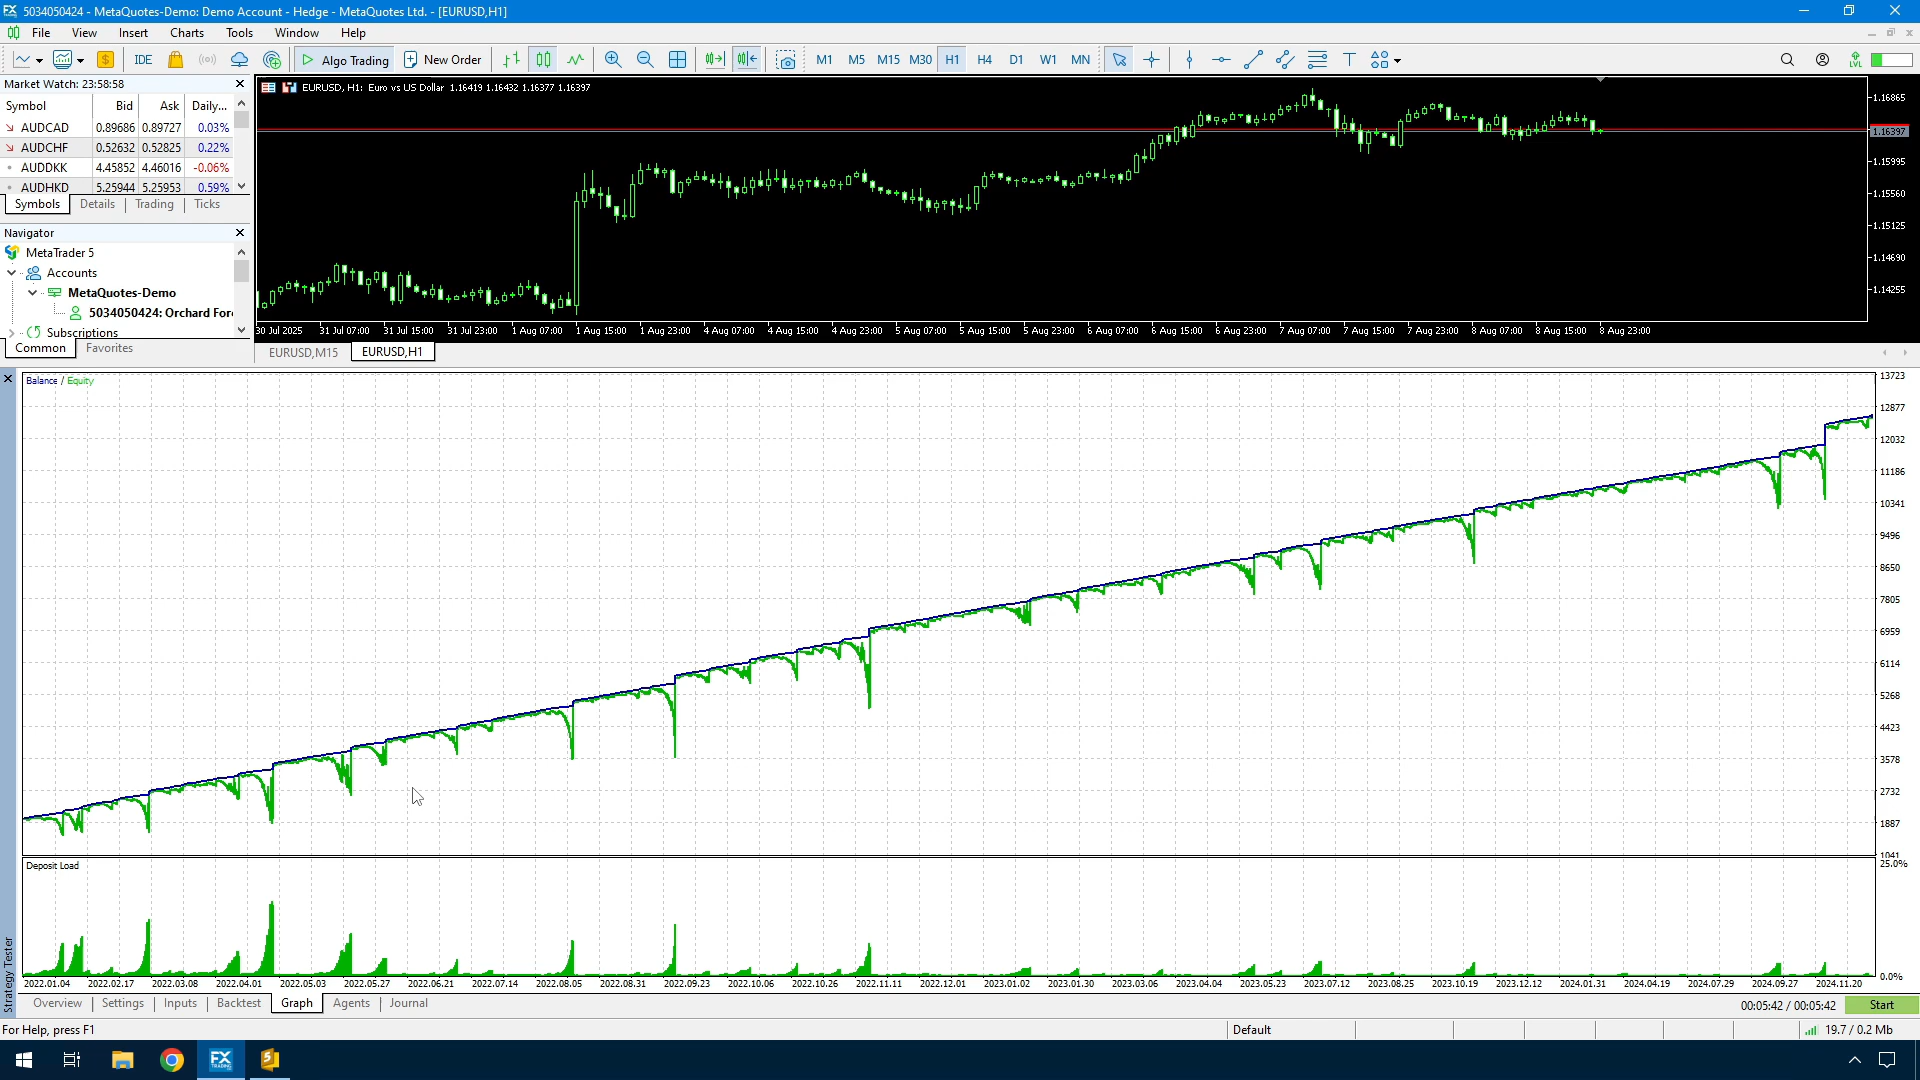 5034050424 - MetaQuotes-Demo: Demo Account - Hedge - MetaQuotes Ltd. - [EURUSD,H1]
File View Insert Charts Tools Window Help
IDE Algo Trading New Order M1 M5 M15 M30 H1 H4 D1 W1 MN LVL
Market Watch: 23:58:58
Symbol Bid Ask Daily...
AUDCAD 0.89686 0.89727 0.03%
AUDCHF 0.52632 0.52825 0.22%
AUDDKK 4.45852 4.46016 -0.06%
AUDHKD 5.25944 5.25953 0.59%
Symbols Details Trading Ticks
Navigator
MetaTrader 5
Accounts
MetaQuotes-Demo
5034050424: Orchard For
Subscriptions
Common Favorites
EURUSD, H1: Euro vs US Dollar 1.16419 1.16432 1.16377 1.16397
1.16865
1.16397
1.15995
1.15560
1.15125
1.14690
1.14255
30 Jul 2025 31 Jul 07:00 31 Jul 15:00 31 Jul 23:00 1 Aug 07:00 1 Aug 15:00 1 Aug 23:00 4 Aug 07:00 4 Aug 15:00 4 Aug 23:00 5 Aug 07:00 5 Aug 15:00 5 Aug 23:00 6 Aug 07:00 6 Aug 15:00 6 Aug 23:00 7 Aug 07:00 7 Aug 15:00 7 Aug 23:00 8 Aug 07:00 8 Aug 15:00 8 Aug 23:00
EURUSD,M15 EURUSD,H1
Balance / Equity
13723
12877
12032
11186
10341
9496
8650
7805
6959
6114
5268
4423
3578
2732
1887
1041
Deposit Load
25.0%
0.0%
2022.01.04 2022.02.17 2022.03.08 2022.04.01 2022.05.03 2022.05.27 2022.06.21 2022.07.14 2022.08.05 2022.08.31 2022.09.23 2022.10.06 2022.10.26 2022.11.11 2022.12.01 2023.01.02 2023.01.30 2023.03.06 2023.04.04 2023.05.23 2023.07.12 2023.08.25 2023.10.19 2023.12.12 2024.01.31 2024.04.19 2024.07.29 2024.09.27 2024.11.20
Strategy Tester
Overview Settings Inputs Backtest Graph Agents Journal
00:05:42 / 00:05:42 Start
For Help, press F1
Default
19.7 / 0.2 Mb
FX
TRADING
5